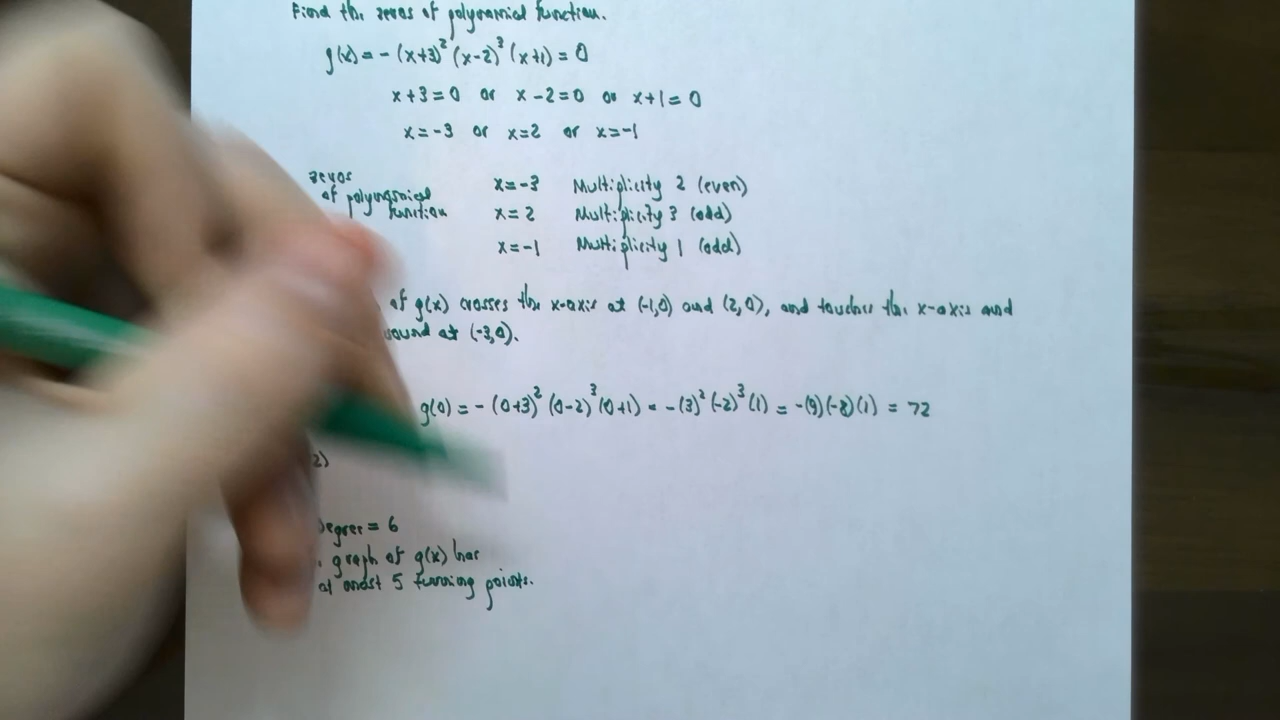 Find the zeros of polynomial function.
g(x) = - (x+3)² (x-2)³ (x+1) = 0
x+3=0 or x-2=0 or x+1=0
x=-3 or x=2 or x=-1
zeros of polynomial function
x=-3 Multiplicity 2 (even)
x=2 Multiplicity 3 (odd)
x=-1 Multiplicity 1 (odd)
of g(x) crosses the x-axis at (-1,0) and (2,0), and touches the x-axis and
at (-3,0).
g(0) = - (0+3)² (0-2)³ (0+1) = -(3)² (-2)³ (1) = -(9)(-8)(1) = 72
2)
Degree = 6
graph of g(x) has
at most 5 turning points.